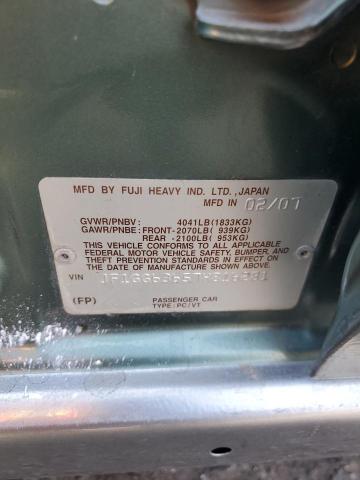 MFD BY FUJI HEAVY IND. LTD.,JAPAN
MFD IN 02/07
GVWR/PNBV : 4041LB(1833KG)
GAWR/PNBE:FRONT-2070LB( 939KG)
REAR -2100LB( 953KG)
THIS VEHICLE CONFORMS TO ALL APPLICABLE
FEDERAL MOTOR VEHICLE SAFETY, BUMPER AND
THEFT PREVENTION STANDARDS IN EFFECT ON THE
DATE OF MANUFACTURE SHOWN ABOVE.
VIN
(FP)
PASSENGER CAR
TYPE:PC/VT